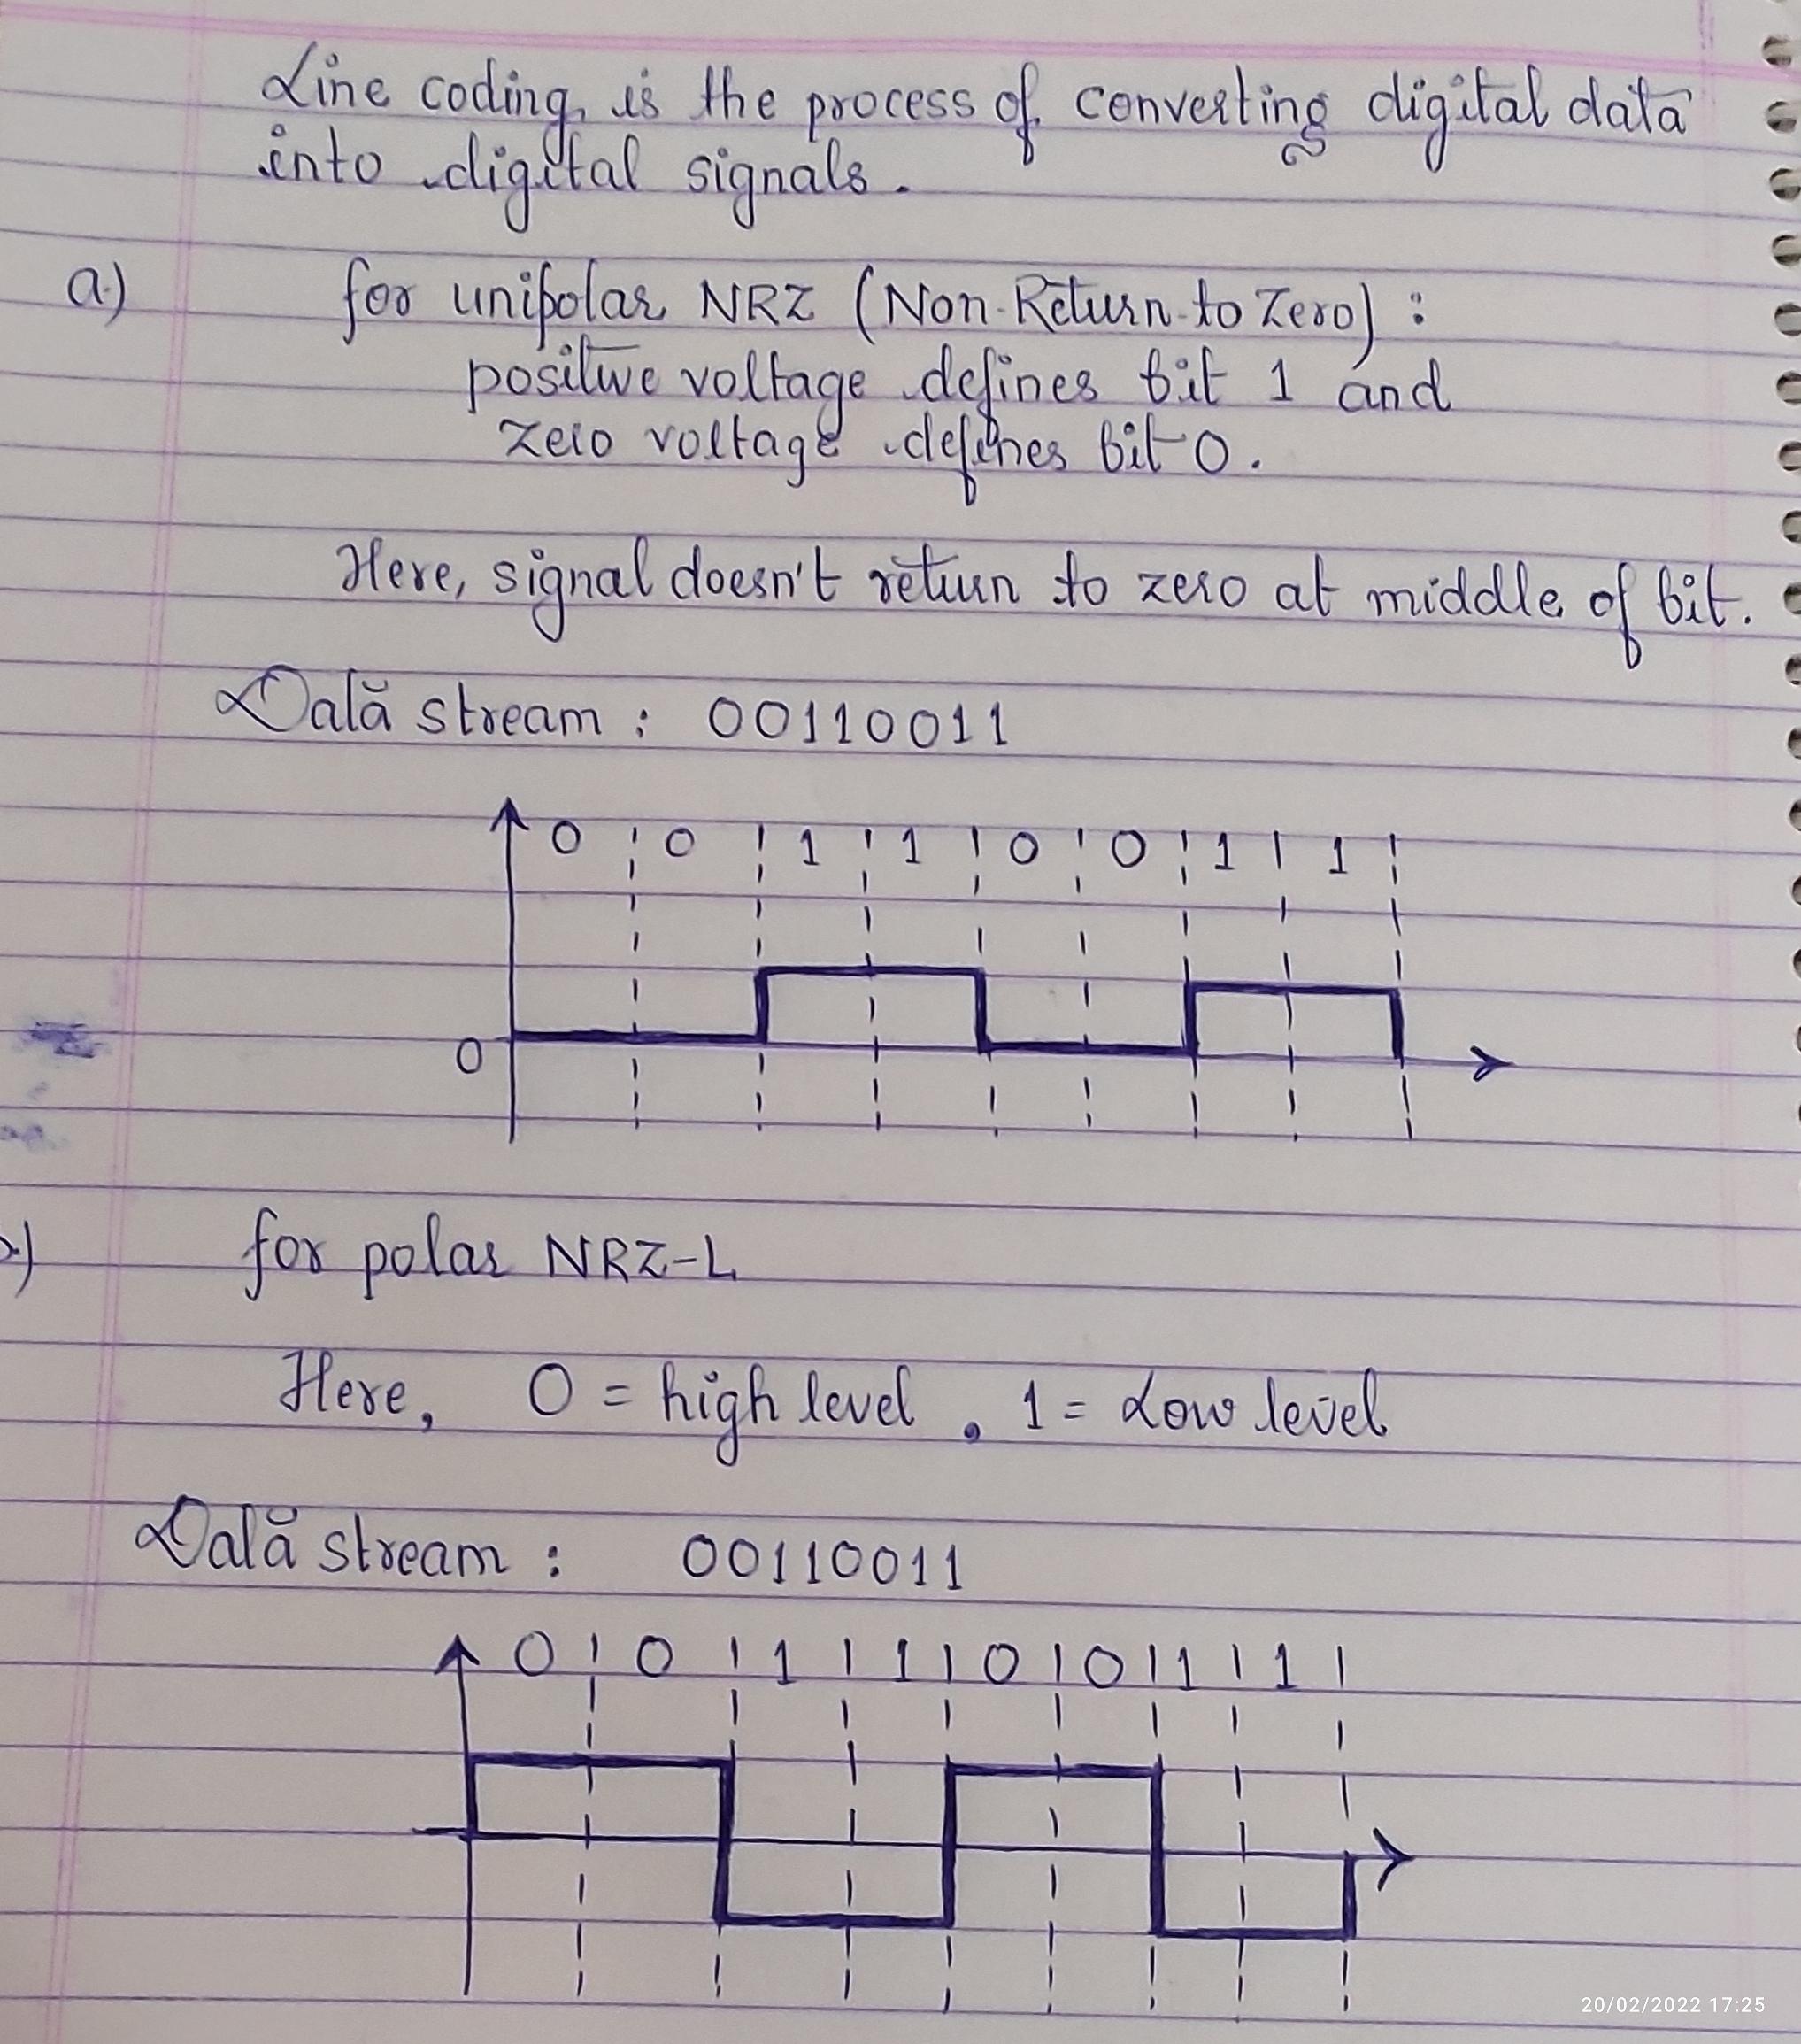 Line coding is the process of converting digital data
into digital signals.
a) for unipolar NRZ (Non-Return-to Zero) :
positive voltage defines bit 1 and
zero voltage defines bit 0.
Here, signal doesn't return to zero at middle of bit.
Data stream : 00110011
0 0 1 1 0 0 1 1
0
for polar NRZ-L
Here, 0 = high level , 1 = Low level
Data stream : 00110011
0 0 1 1 0 0 1 1
20/02/2022 17:25